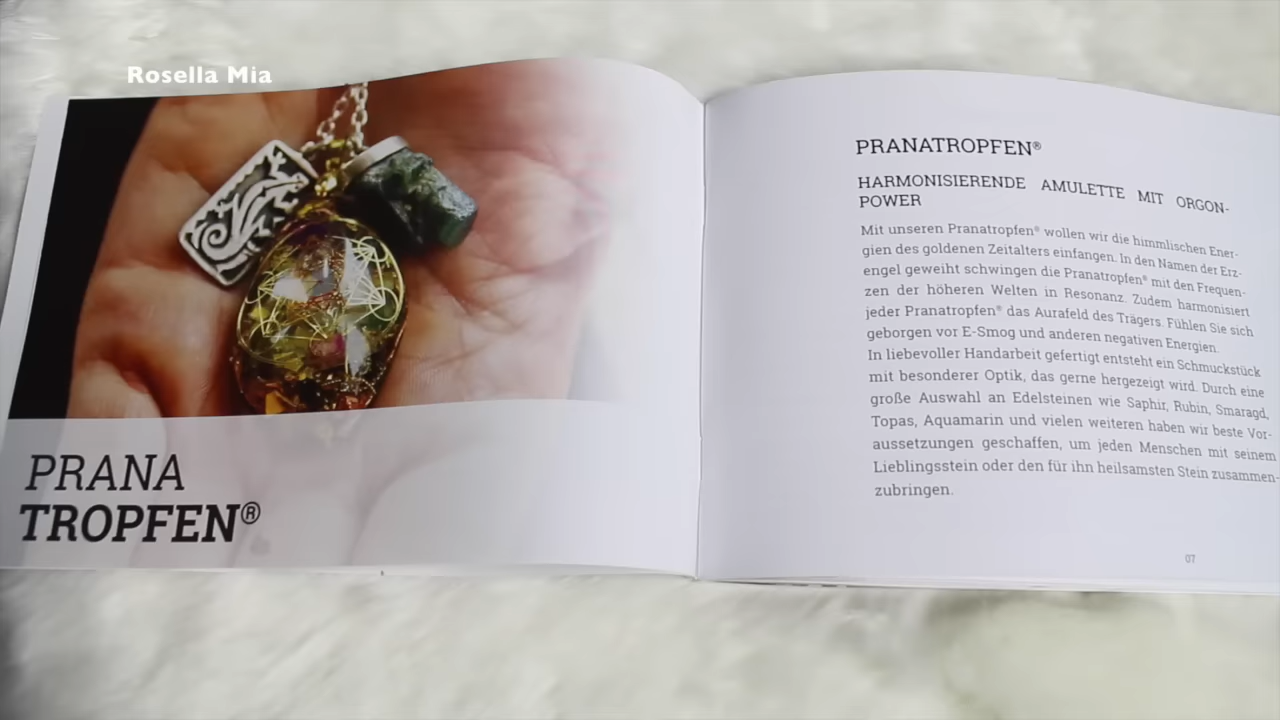 Rosella Mia
PRANA
TROPFEN®
PRANATROPFEN®
HARMONISIERENDE AMULETTE MIT ORGON-
POWER
Mit unseren Pranatropfen® wollen wir die himmlischen Ener-
gien des goldenen Zeitalters einfangen. In den Namen der Erz-
engel geweiht schwingen die Pranatropfen® mit den Frequen-
zen der höheren Welten in Resonanz. Zudem harmonisiert
jeder Pranatropfen® das Aurafeld des Trägers. Fühlen Sie sich
geborgen vor E-Smog und anderen negativen Energien.
In liebevoller Handarbeit gefertigt entsteht ein Schmuckstück
mit besonderer Optik, das gerne hergezeigt wird. Durch eine
große Auswahl an Edelsteinen wie Saphir, Rubin, Smaragd,
Topas, Aquamarin und vielen weiteren haben wir beste Vor-
aussetzungen geschaffen, um jeden Menschen mit seinem
Lieblingsstein oder den für ihn heilsamsten Stein zusammen-
zubringen.
07